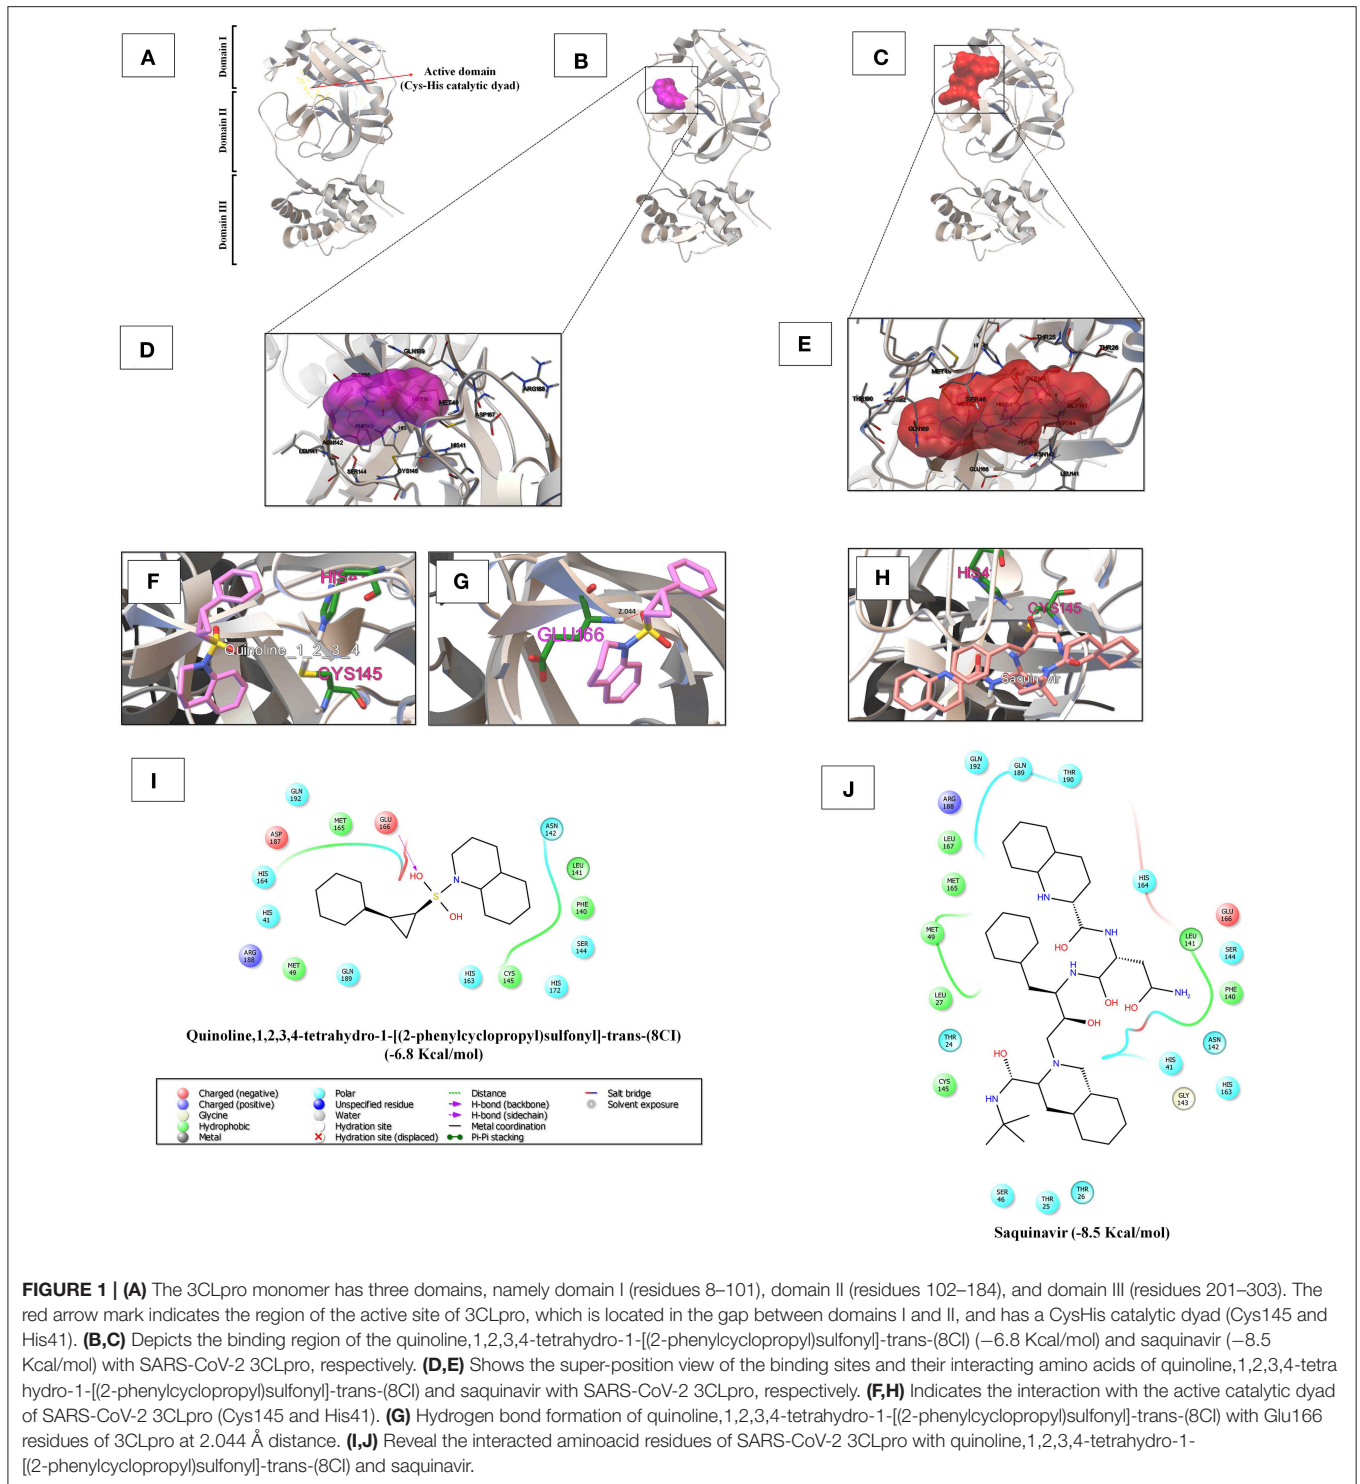 A
Domain I
Domain II
Domain III
Active domain
(Cys-His catalytic dyad)
B
C
D
GLN189
ARG188
MET49
ASP187
ASN142
LEU141
SER144
CYS145
HIS41
E
THR25
THR26
MET49
THR190
SER46
GLN189
GLY143
GLU166
ASN142
LEU141
F
HIS4
Quinoline_1_2_3_4
CYS145
G
2.044
GLU166
H
HIS41
CYS145
Saquinavir
I
GLN 192
MET 165
GLU 166
ASP 187
HIS 164
HIS 41
ARG 188
MET 49
GLN 189
HIS 163
CYS 145
HIS 172
SER 144
PHE 140
LEU 141
ASN 142
HO
S
N
OH
Quinoline,1,2,3,4-tetrahydro-1-[(2-phenylcyclopropyl)sulfonyl]-trans-(8CI)
(-6.8 Kcal/mol)
Charged (negative)
Charged (positive)
Glycine
Hydrophobic
Metal
Polar
Unspecified residue
Water
Hydration site
Hydration site (displaced)
Distance
H-bond (backbone)
H-bond (sidechain)
Metal coordination
Pi-Pi stacking
Salt bridge
Solvent exposure
J
GLN 192
GLN 189
THR 190
ARG 188
LEU 167
MET 165
MET 49
LEU 27
THR 24
CYS 145
HIS 164
GLU 166
LEU 141
SER 144
PHE 140
ASN 142
HIS 41
HIS 163
GLY 143
SER 46
THR 25
THR 26
NH
HO
NH
H
N
OH
HO
NH2
OH
HO
N
HN
Saquinavir (-8.5 Kcal/mol)
FIGURE 1 | (A) The 3CLpro monomer has three domains, namely domain I (residues 8–101), domain II (residues 102–184), and domain III (residues 201–303). The
red arrow mark indicates the region of the active site of 3CLpro, which is located in the gap between domains I and II, and has a CysHis catalytic dyad (Cys145 and
His41). (B,C) Depicts the binding region of the quinoline,1,2,3,4-tetrahydro-1-[(2-phenylcyclopropyl)sulfonyl]-trans-(8CI) (−6.8 Kcal/mol) and saquinavir (−8.5
Kcal/mol) with SARS-CoV-2 3CLpro, respectively. (D,E) Shows the super-position view of the binding sites and their interacting amino acids of quinoline,1,2,3,4-tetra
hydro-1-[(2-phenylcyclopropyl)sulfonyl]-trans-(8CI) and saquinavir with SARS-CoV-2 3CLpro, respectively. (F,H) Indicates the interaction with the active catalytic dyad
of SARS-CoV-2 3CLpro (Cys145 and His41). (G) Hydrogen bond formation of quinoline,1,2,3,4-tetrahydro-1-[(2-phenylcyclopropyl)sulfonyl]-trans-(8CI) with Glu166
residues of 3CLpro at 2.044 Å distance. (I,J) Reveal the interacted aminoacid residues of SARS-CoV-2 3CLpro with quinoline,1,2,3,4-tetrahydro-1-
[(2-phenylcyclopropyl)sulfonyl]-trans-(8CI) and saquinavir.